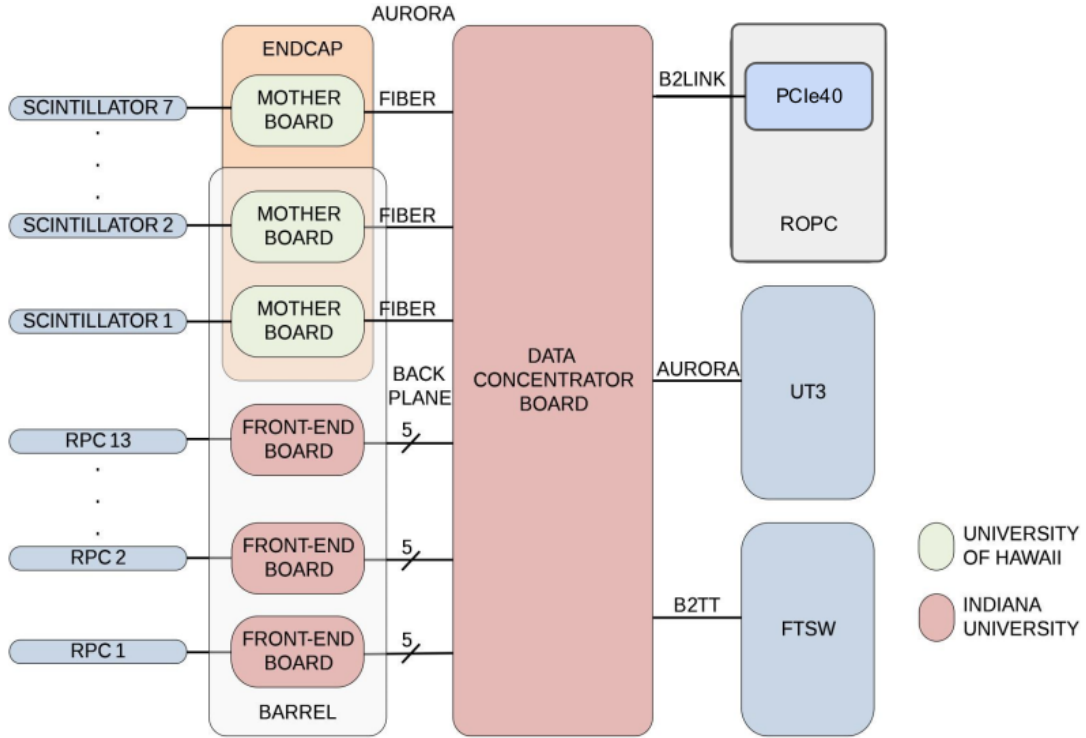 AURORA
ENDCAP
SCINTILLATOR 7
MOTHER
BOARD
FIBER
B2LINK
PCIe40
ROPC
.
.
.
SCINTILLATOR 2
MOTHER
BOARD
FIBER
SCINTILLATOR 1
MOTHER
BOARD
FIBER
DATA
CONCENTRATOR
BOARD
AURORA
UT3
BACK
PLANE
RPC 13
FRONT-END
BOARD
5
.
.
.
RPC 2
FRONT-END
BOARD
5
RPC 1
FRONT-END
BOARD
5
BARREL
B2TT
FTSW
UNIVERSITY
OF HAWAII
INDIANA
UNIVERSITY